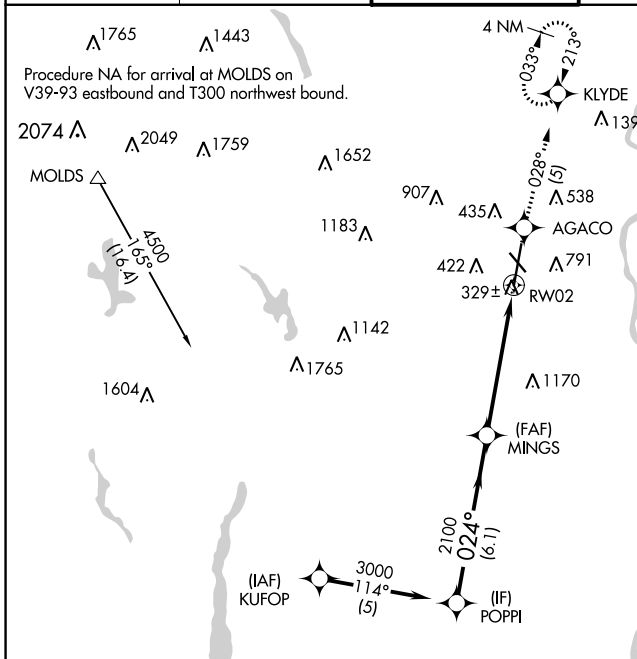 1765
1443
4 NM
033°
213°
Procedure NA for arrival at MOLDS on
V39-93 eastbound and T300 northwest bound.
KLYDE
139
2074
2049
1759
1652
MOLDS
028°
(5)
907
538
435
AGACO
1183
4500
165°
(16.4)
422
791
329±
RW02
1142
1765
1604
1170
(FAF)
MINGS
2100
024°
(6.1)
(IAF)
KUFOP
3000
114°
(5)
(IF)
POPPI